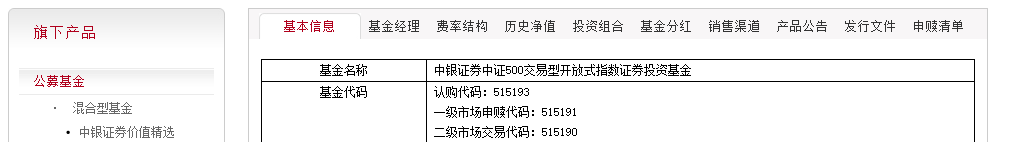 旗下产品
公募基金
· 混合型基金
• 中银证券价值精选
基本信息 基金经理 费率结构 历史净值 投资组合 基金分红 销售渠道 产品公告 发行文件 申赎清单
基金名称 中银证券中证500交易型开放式指数证券投资基金
基金代码 认购代码：515193
一级市场申赎代码：515191
二级市场交易代码：515190